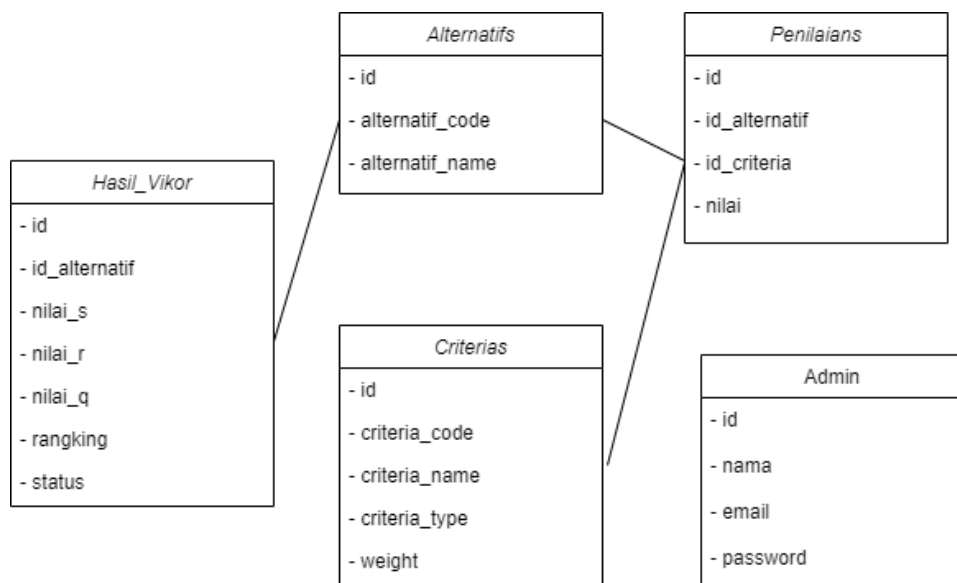 Alternatifs
- id
- alternatif_code
- alternatif_name
Penilaians
- id
- id_alternatif
- id_criteria
- nilai
Hasil_Vikor
- id
- id_alternatif
- nilai_s
- nilai_r
- nilai_q
- rangking
- status
Criterias
- id
- criteria_code
- criteria_name
- criteria_type
- weight
Admin
- id
- nama
- email
- password